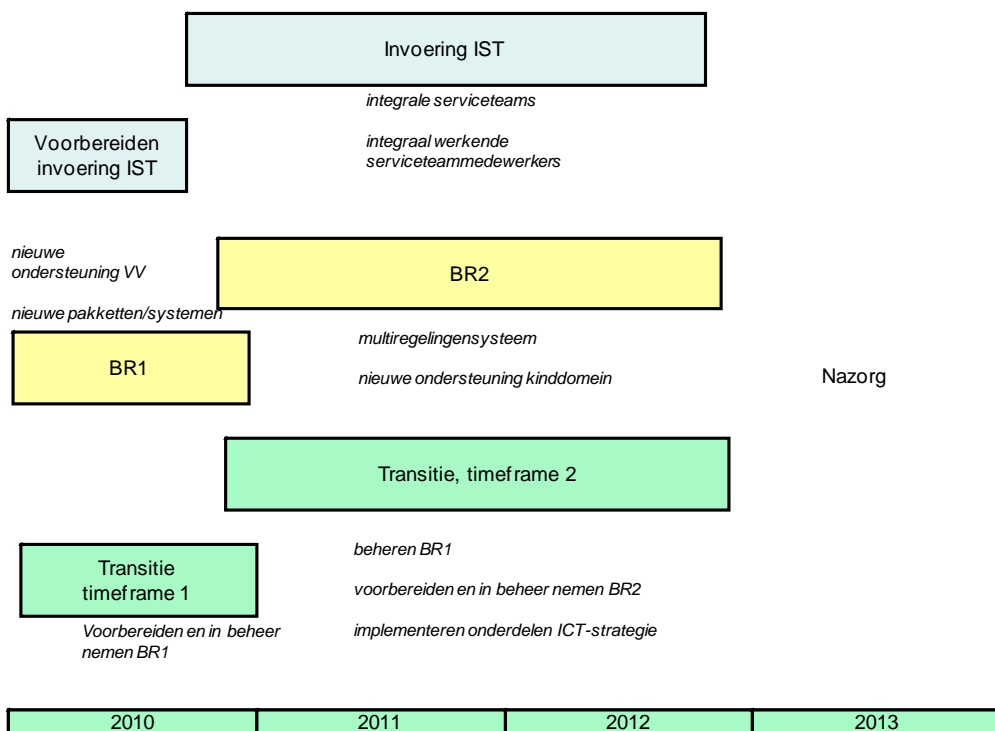 Invoering IST
integrale serviceteams
integraal werkende
serviceteammedewerkers
Voorbereiden
invoering IST
nieuwe
ondersteuning VV
nieuwe pakketten/systemen
BR2
BR1
multiregelingensysteem
nieuwe ondersteuning kinddomein
Nazorg
Transitie, timeframe 2
Transitie
timeframe 1
Voorbereiden en in beheer
nemen BR1
beheren BR1
voorbereiden en in beheer nemen BR2
implementeren onderdelen ICT-strategie
2010 2011 2012 2013